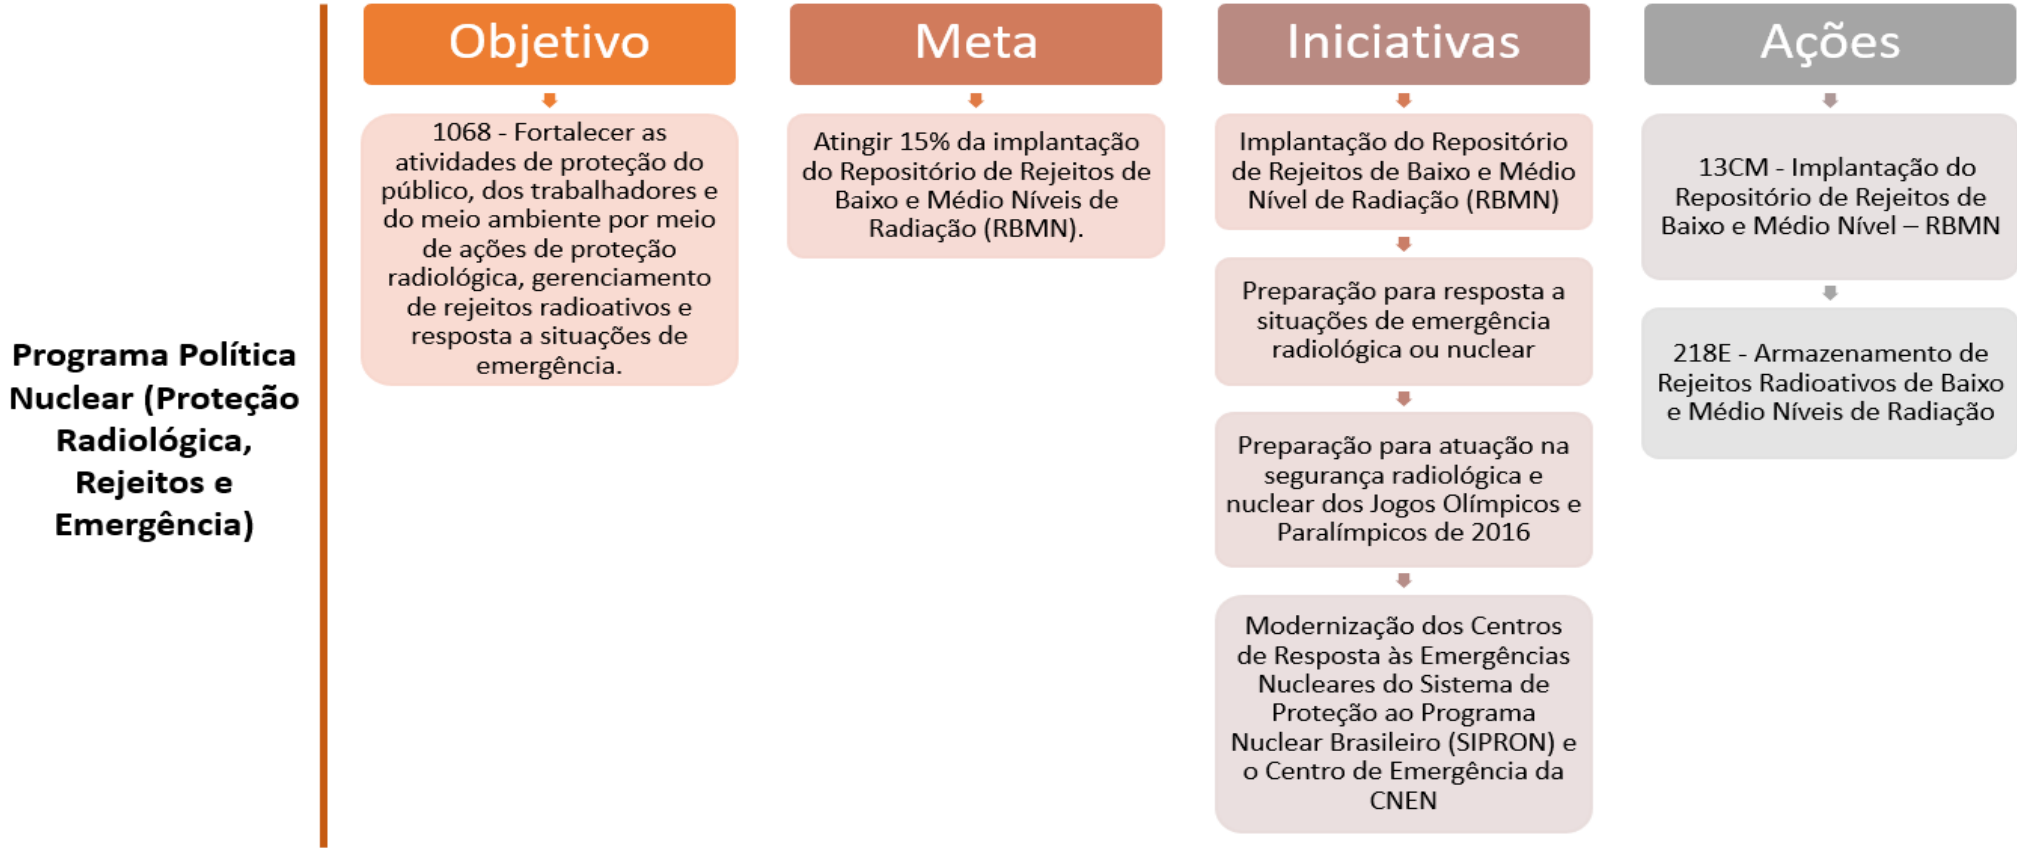 Programa Política
Nuclear (Proteção
Radiológica,
Rejeitos e
Emergência)
Objetivo
1068 - Fortalecer as
atividades de proteção do
público, dos trabalhadores e
do meio ambiente por meio
de ações de proteção
radiológica, gerenciamento
de rejeitos radioativos e
resposta a situações de
emergência.
Meta
Atingir 15% da implantação
do Repositório de Rejeitos de
Baixo e Médio Níveis de
Radiação (RBMN).
Iniciativas
Implantação do Repositório
de Rejeitos de Baixo e Médio
Nível de Radiação (RBMN)
Preparação para resposta a
situações de emergência
radiológica ou nuclear
Preparação para atuação na
segurança radiológica e
nuclear dos Jogos Olímpicos e
Paralímpicos de 2016
Modernização dos Centros
de Resposta às Emergências
Nucleares do Sistema de
Proteção ao Programa
Nuclear Brasileiro (SIPRON) e
o Centro de Emergência da
CNEN
Ações
13CM - Implantação do
Repositório de Rejeitos de
Baixo e Médio Nível – RBMN
218E - Armazenamento de
Rejeitos Radioativos de Baixo
e Médio Níveis de Radiação